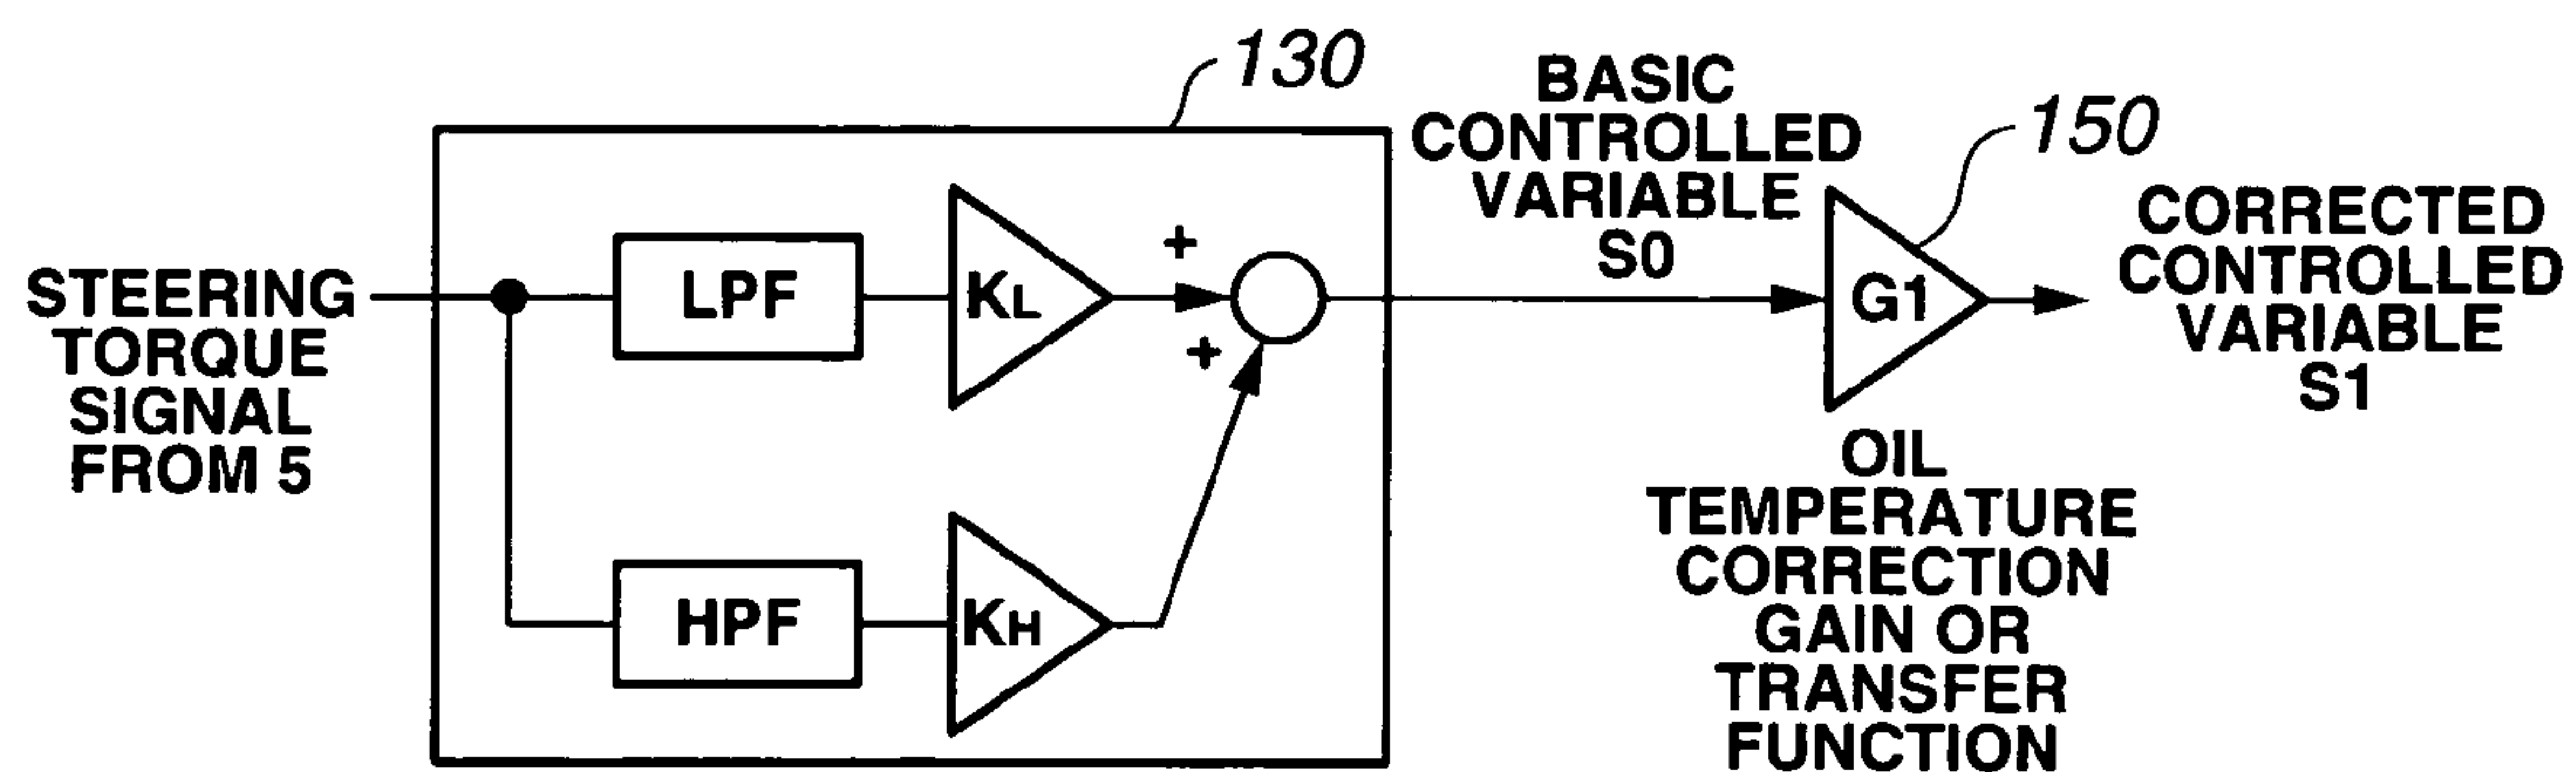 130
BASIC
CONTROLLED
VARIABLE
S0
150
CORRECTED
CONTROLLED
VARIABLE
S1
STEERING
TORQUE
SIGNAL
FROM 5
LPF
KL
+
+
G1
HPF
KH
OIL
TEMPERATURE
CORRECTION
GAIN OR
TRANSFER
FUNCTION